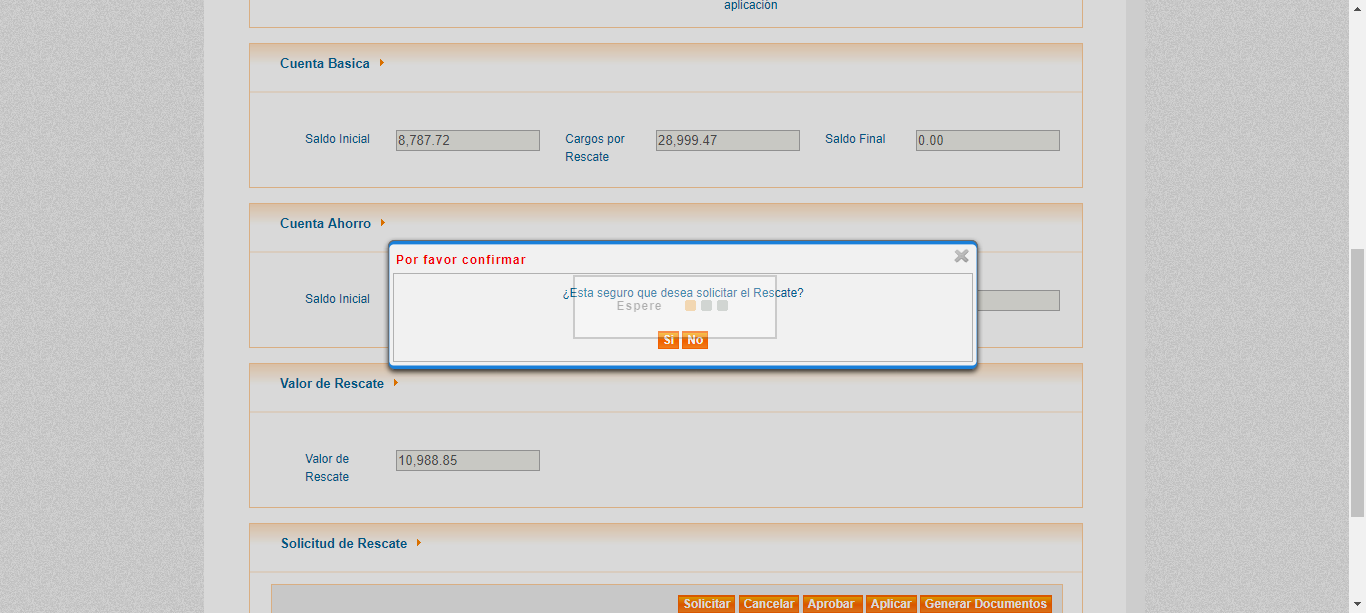 aplicación
Cuenta Basica
Saldo Inicial 8,787.72 Cargos por Rescate 28,999.47 Saldo Final 0.00
Cuenta Ahorro
Saldo Inicial
Por favor confirmar
¿Esta seguro que desea solicitar el Rescate?
Espere
Si No
Valor de Rescate
Valor de Rescate 10,988.85
Solicitud de Rescate
Solicitar Cancelar Aprobar Aplicar Generar Documentos